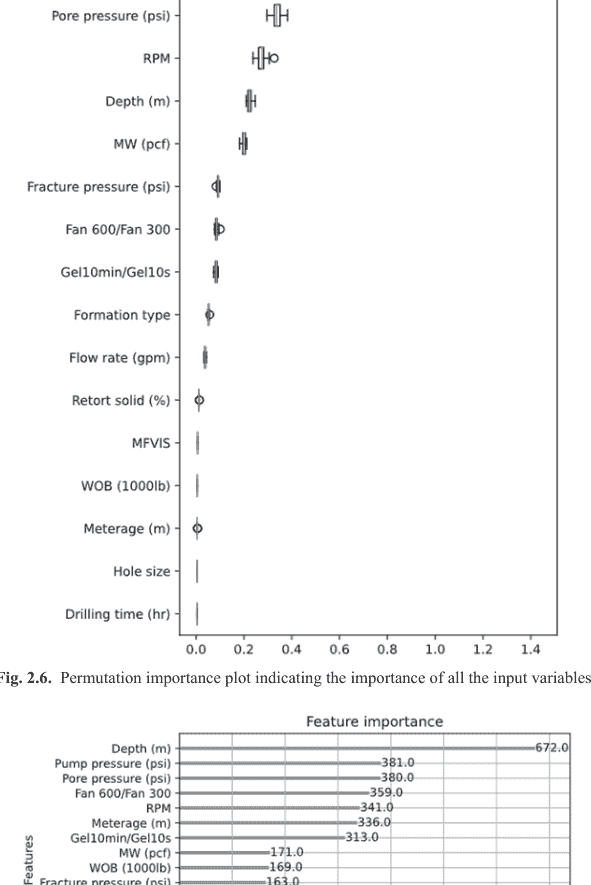 Pore pressure (psi)
RPM
Depth (m)
MW (pcf)
Fracture pressure (psi)
Fan 600/Fan 300
Gel10min/Gel10s
Formation type
Flow rate (gpm)
Retort solid (%)
MFVIS
WOB (1000lb)
Meterage (m)
Hole size
Drilling time (hr)
0.0 0.2 0.4 0.6 0.8 1.0 1.2 1.4
Fig. 2.6. Permutation importance plot indicating the importance of all the input variables
Feature importance
Features
Depth (m) 672.0
Pump pressure (psi) 381.0
Pore pressure (psi) 380.0
Fan 600/Fan 300 359.0
RPM 341.0
Meterage (m) 336.0
Gel10min/Gel10s 313.0
MW (pcf) 171.0
WOB (1000lb) 169.0
Fracture pressure (psi) 163.0